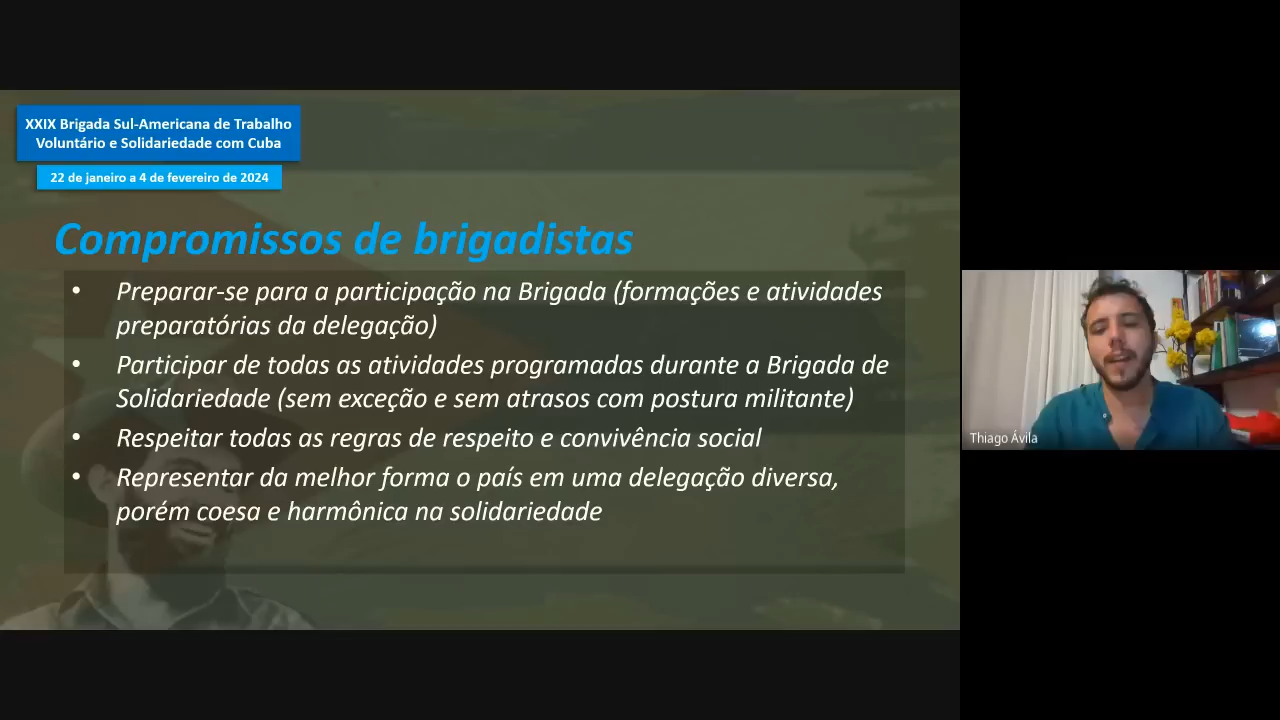 XXIX Brigada Sul-Americana de Trabalho
Voluntário e Solidariedade com Cuba
22 de janeiro a 4 de fevereiro de 2024
Compromissos de brigadistas
• Preparar-se para a participação na Brigada (formações e atividades
preparatórias da delegação)
• Participar de todas as atividades programadas durante a Brigada de
Solidariedade (sem exceção e sem atrasos com postura militante)
• Respeitar todas as regras de respeito e convivência social
• Representar da melhor forma o país em uma delegação diversa,
porém coesa e harmônica na solidariedade
Thiago Ávila